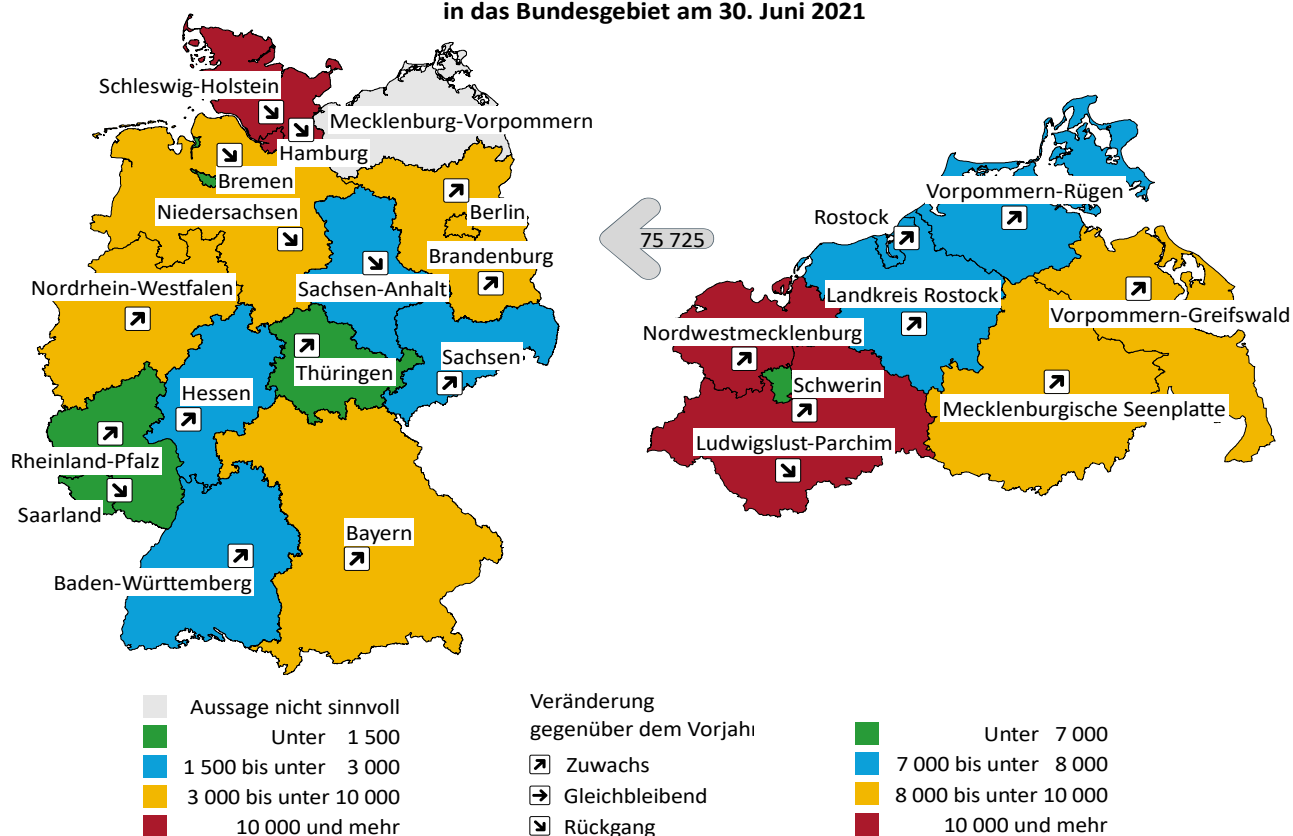 in das Bundesgebiet am 30. Juni 2021
Schleswig-Holstein
Mecklenburg-Vorpommern
Hamburg
Bremen
Niedersachsen
Berlin
Brandenburg
Nordrhein-Westfalen
Sachsen-Anhalt
Sachsen
Thüringen
Hessen
Rheinland-Pfalz
Saarland
Bayern
Baden-Württemberg
75 725
Vorpommern-Rügen
Rostock
Landkreis Rostock
Vorpommern-Greifswald
Nordwestmecklenburg
Schwerin
Mecklenburgische Seenplatte
Ludwigslust-Parchim
Aussage nicht sinnvoll
Unter 1 500
1 500 bis unter 3 000
3 000 bis unter 10 000
10 000 und mehr
Veränderung
gegenüber dem Vorjahr
Zuwachs
Gleichbleibend
Rückgang
Unter 7 000
7 000 bis unter 8 000
8 000 bis unter 10 000
10 000 und mehr